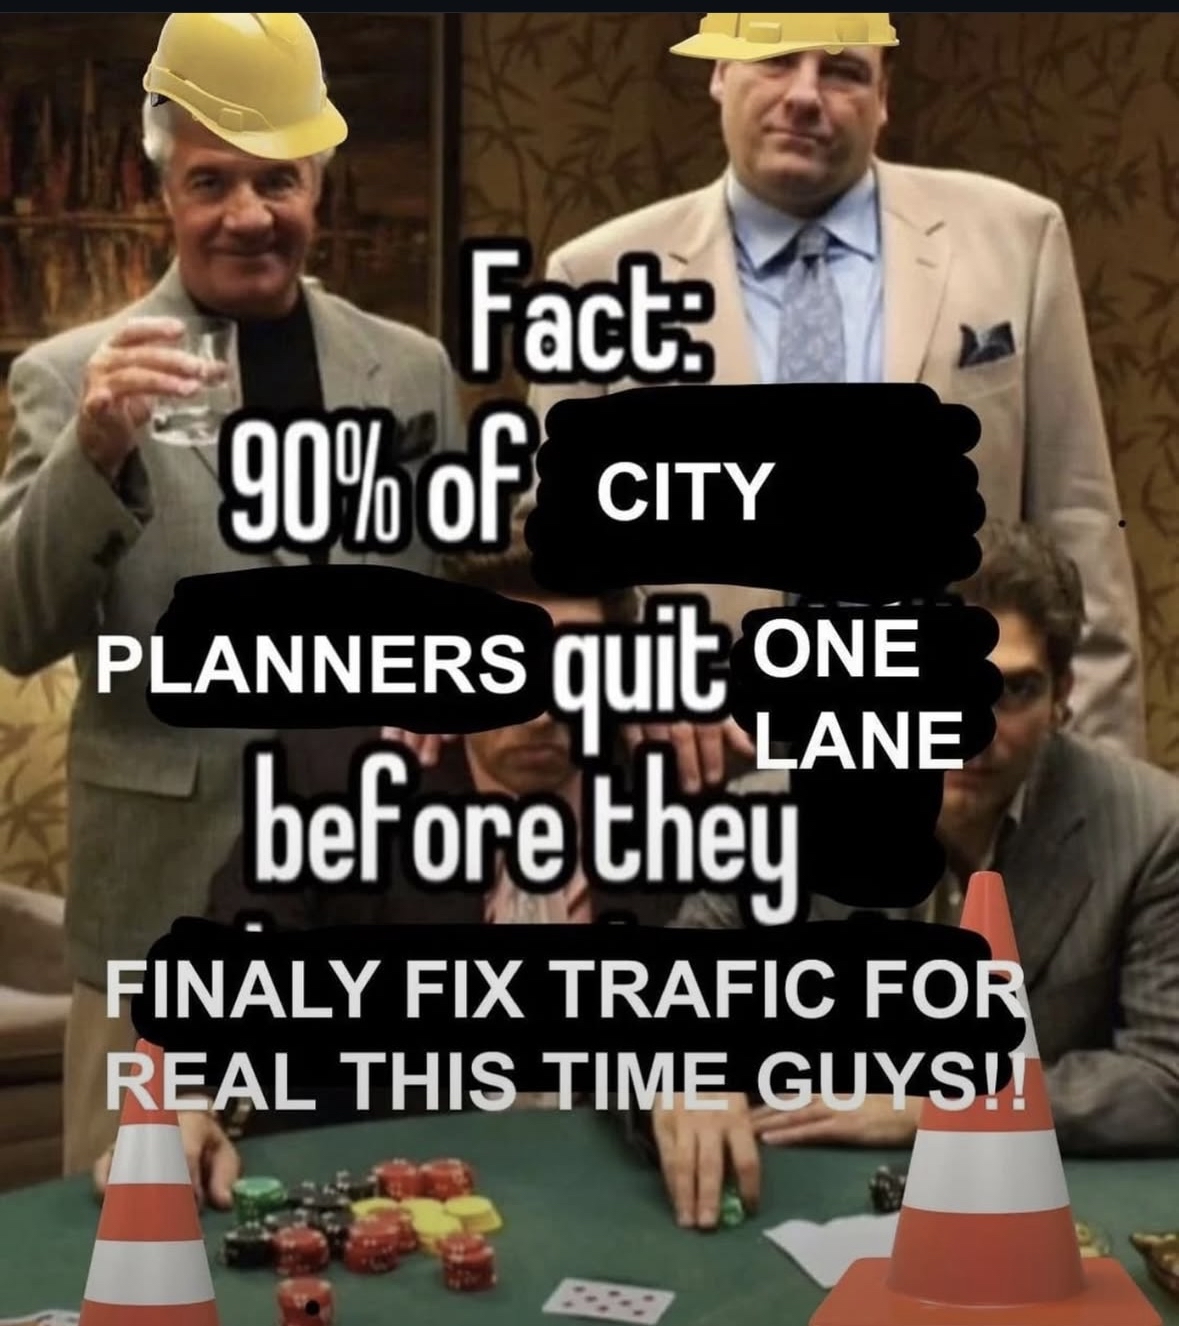 Fact:
90% of CITY
PLANNERS quit ONE
LANE
before they
FINALY FIX TRAFIC FOR
REAL THIS TIME GUYS!!